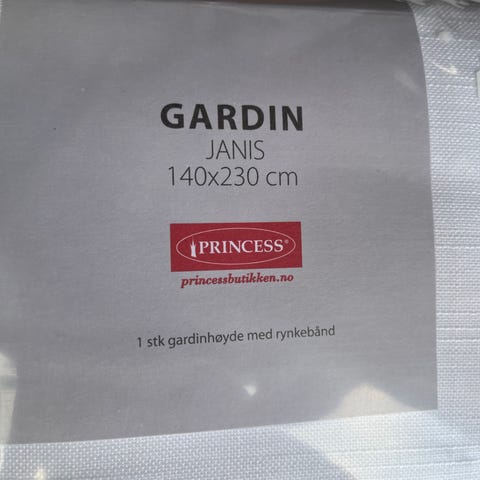 GARDIN
JANIS
140x230 cm
PRINCESS®
princessbutikken.no
1 stk gardinhøyde med rynkebånd